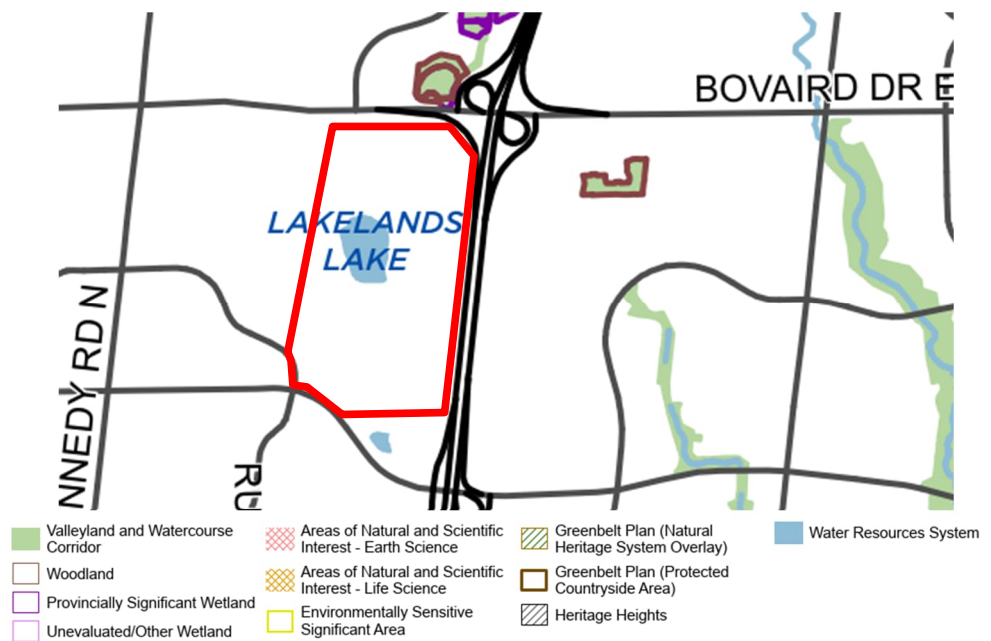 BOVAIRD DR E
LAKELANDS
LAKE
NNEDY RD N
RU
Valleyland and Watercourse
Corridor
Woodland
Provincially Significant Wetland
Unevaluated/Other Wetland
Areas of Natural and Scientific
Interest - Earth Science
Areas of Natural and Scientific
Interest - Life Science
Environmentally Sensitive
Significant Area
Greenbelt Plan (Natural
Heritage System Overlay)
Greenbelt Plan (Protected
Countryside Area)
Heritage Heights
Water Resources System